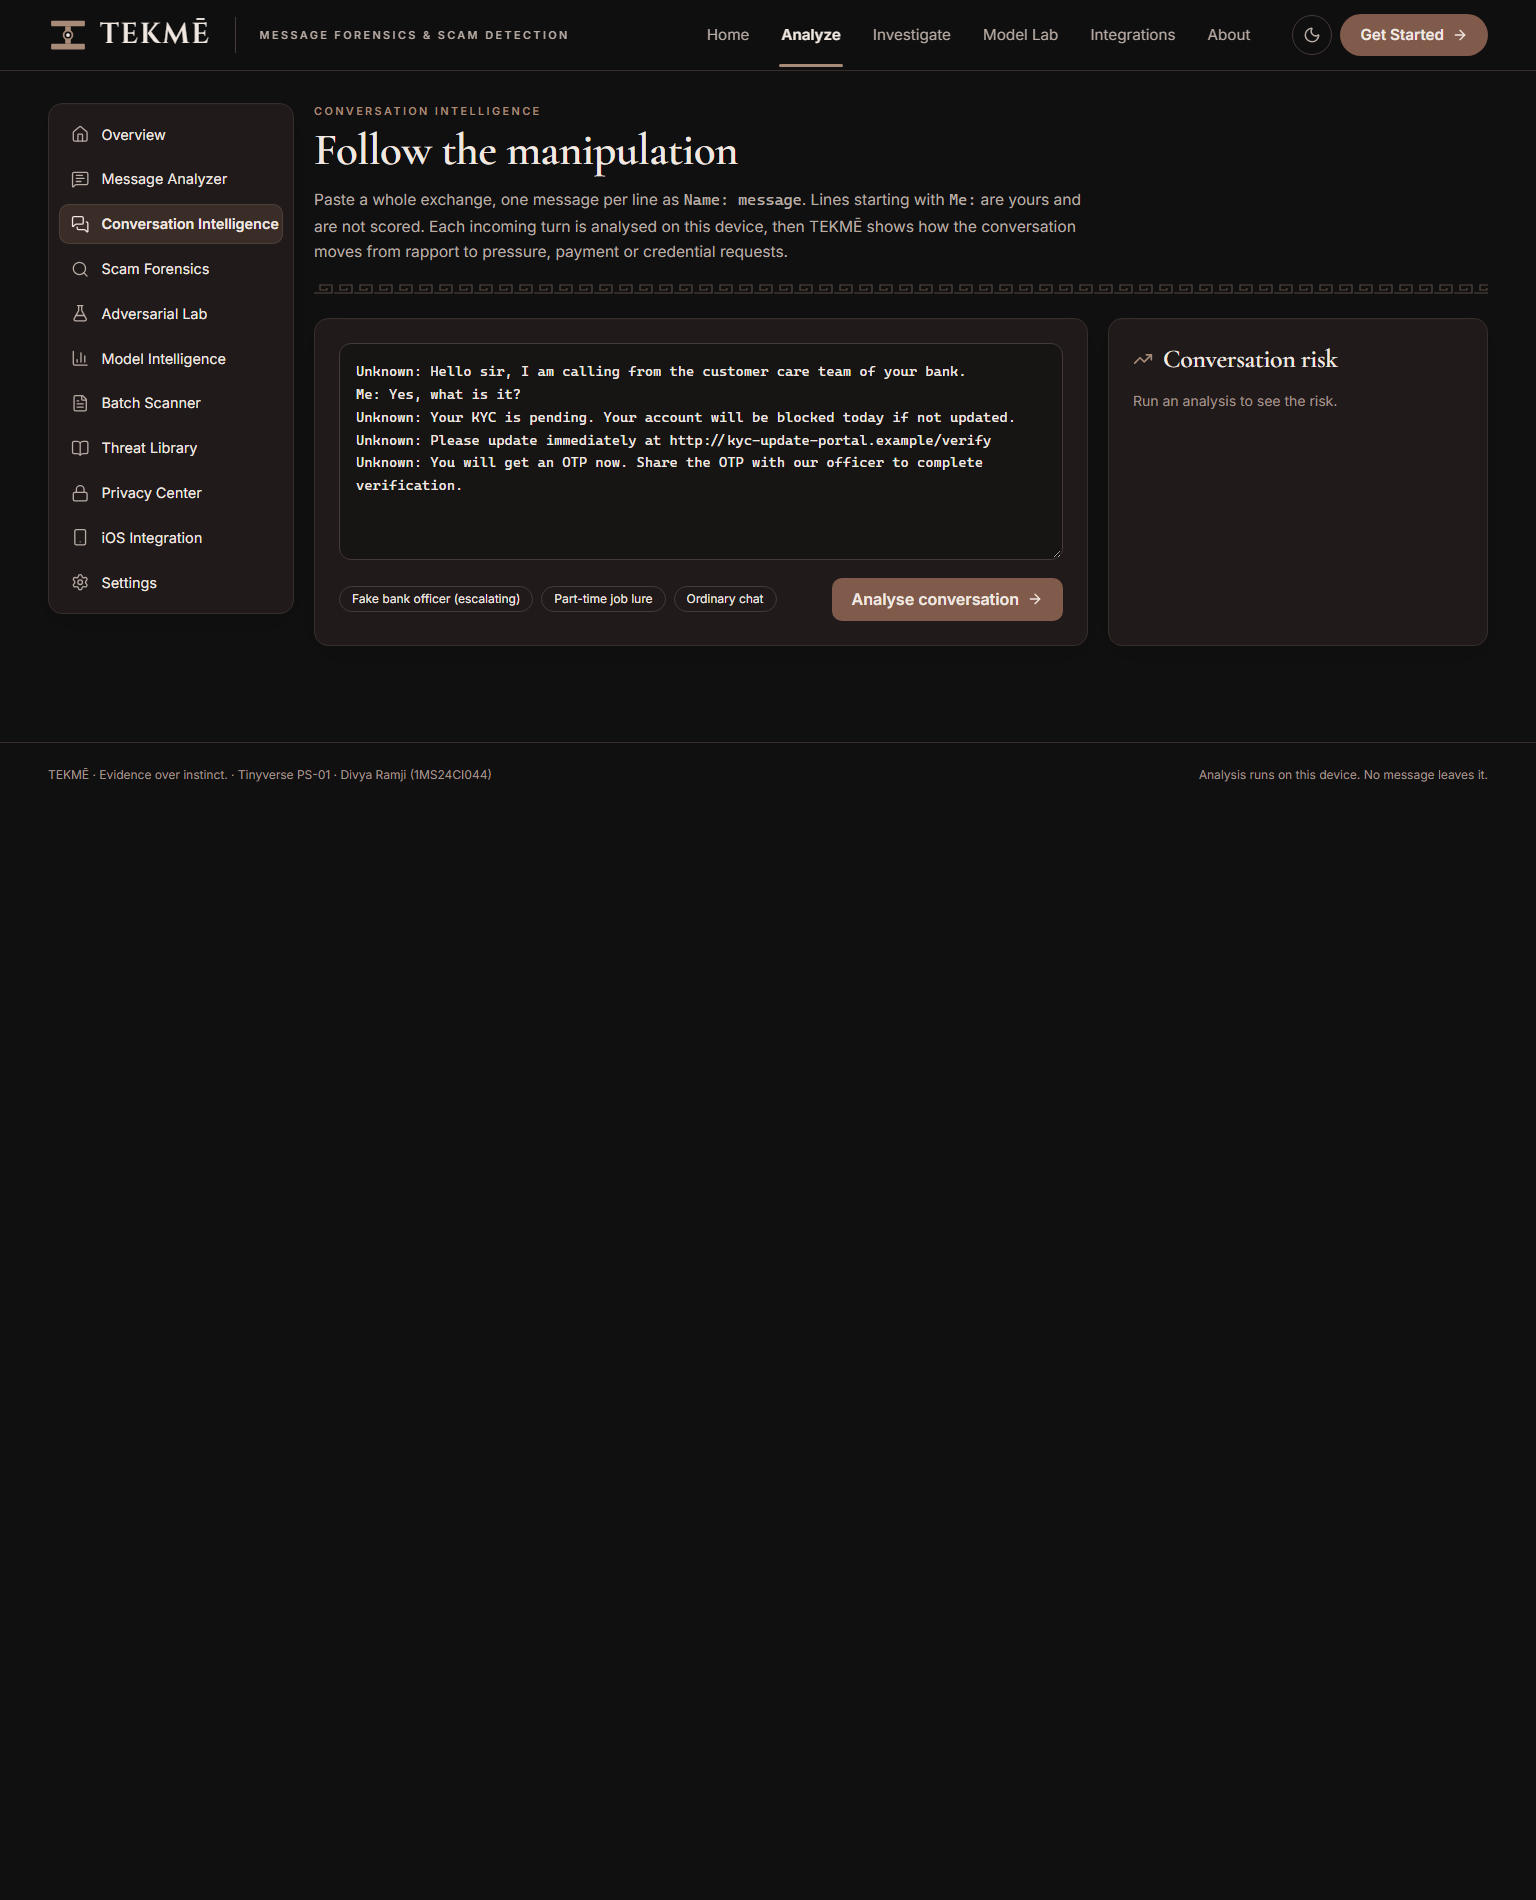 TEKMĒ
MESSAGE FORENSICS & SCAM DETECTION
Home
Analyze
Investigate
Model Lab
Integrations
About
Get Started
Overview
Message Analyzer
Conversation Intelligence
Scam Forensics
Adversarial Lab
Model Intelligence
Batch Scanner
Threat Library
Privacy Center
iOS Integration
Settings
CONVERSATION INTELLIGENCE
Follow the manipulation
Paste a whole exchange, one message per line as Name: message. Lines starting with Me: are yours and
are not scored. Each incoming turn is analysed on this device, then TEKMĒ shows how the conversation
moves from rapport to pressure, payment or credential requests.
Unknown: Hello sir, I am calling from the customer care team of your bank.
Me: Yes, what is it?
Unknown: Your KYC is pending. Your account will be blocked today if not updated.
Unknown: Please update immediately at http://kyc-update-portal.example/verify
Unknown: You will get an OTP now. Share the OTP with our officer to complete
verification.
Fake bank officer (escalating)
Part-time job lure
Ordinary chat
Analyse conversation
Conversation risk
Run an analysis to see the risk.
TEKMĒ · Evidence over instinct. · Tinyverse PS-01 · Divya Ramji (1MS24CI044)
Analysis runs on this device. No message leaves it.